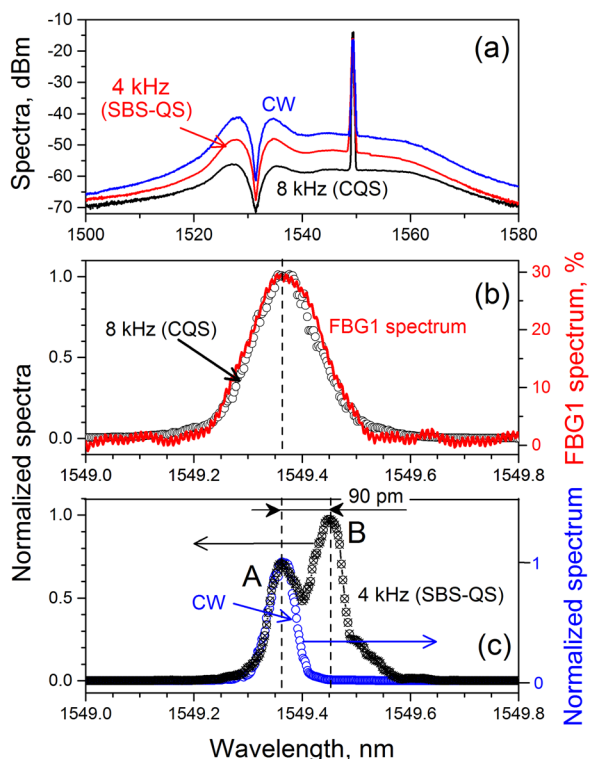 -10
-20
-30
-40
-50
-60
-70
Spectra, dBm
4 kHz
(SBS-QS)
CW
(a)
8 kHz (CQS)
1500
1520
1540
1560
1580
1.0
0.5
0.0
Normalized spectra
8 kHz (CQS)
FBG1 spectrum
(b)
30
20
10
0
FBG1 spectrum, %
1549.0
1549.2
1549.4
1549.6
1549.8
90 pm
1.0
0.5
0.0
A
B
CW
4 kHz (SBS-QS)
(c)
1
0
Normalized spectrum
1549.0
1549.2
1549.4
1549.6
1549.8
Wavelength, nm